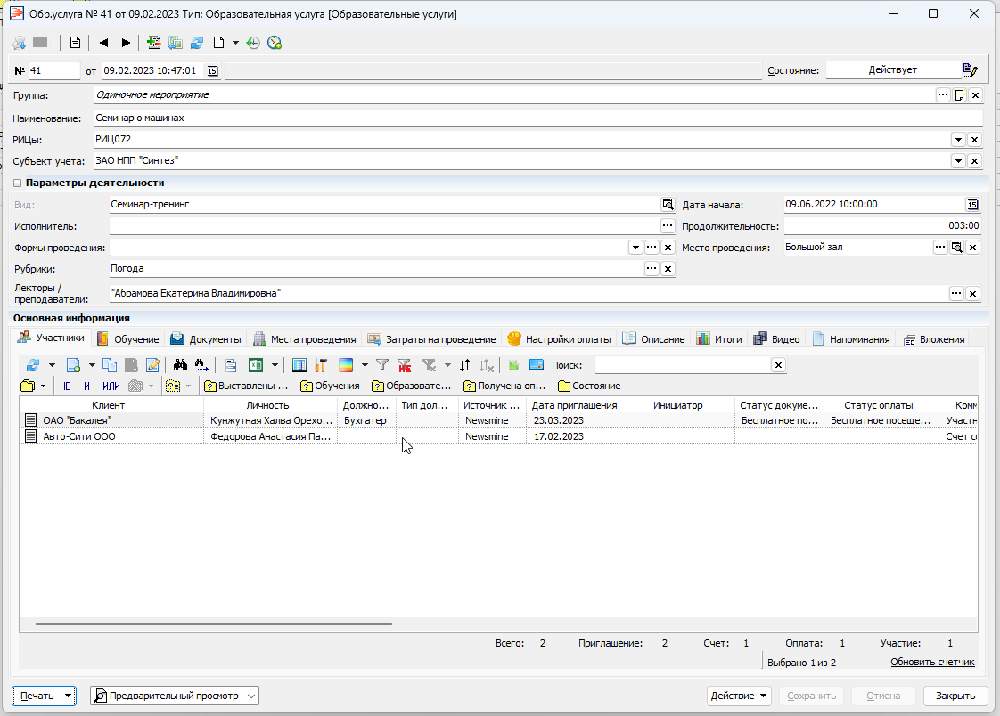 Обр.услуга № 41 от 09.02.2023 Тип: Образовательная услуга [Образовательные услуги]
№ 41 от 09.02.2023 10:47:01 15 Состояние: Действует
Группа: Одиночное мероприятие
Наименование: Семинар о машинах
РИЦы: РИЦ072
Субъект учета: ЗАО НПП "Синтез"
Параметры деятельности
Вид: Семинар-тренинг Дата начала: 09.06.2022 10:00:00 15
Исполнитель: Продолжительность: 003:00
Формы проведения: Место проведения: Большой зал
Рубрики: Погода
Лекторы /
преподаватели: "Абрамова Екатерина Владимировна"
Основная информация
Участники Обучение Документы Места проведения Затраты на проведение Настройки оплаты Описание Итоги Видео Напоминания Вложения
НЕ Поиск:
НЕ И ИЛИ Выставлены ... Обучения Образовате... Получена оп... Состояние
Клиент Личность Должно... Тип дол... Источник ... Дата приглашения Инициатор Статус докуме... Статус оплаты Комм
ОАО "Бакалея" Кунжутная Халва Орехо... Бухгатер Newsmine 23.03.2023 Бесплатное по... Бесплатное посеще... Участн
Авто-Сити ООО Федорова Анастасия Па... Newsmine 17.02.2023 Счет со
Всего: 2 Приглашение: 2 Счет: 1 Оплата: 1 Участие: 1
Выбрано 1 из 2 Обновить счетчик
Печать Предварительный просмотр Действие Сохранить Отмена Закрыть